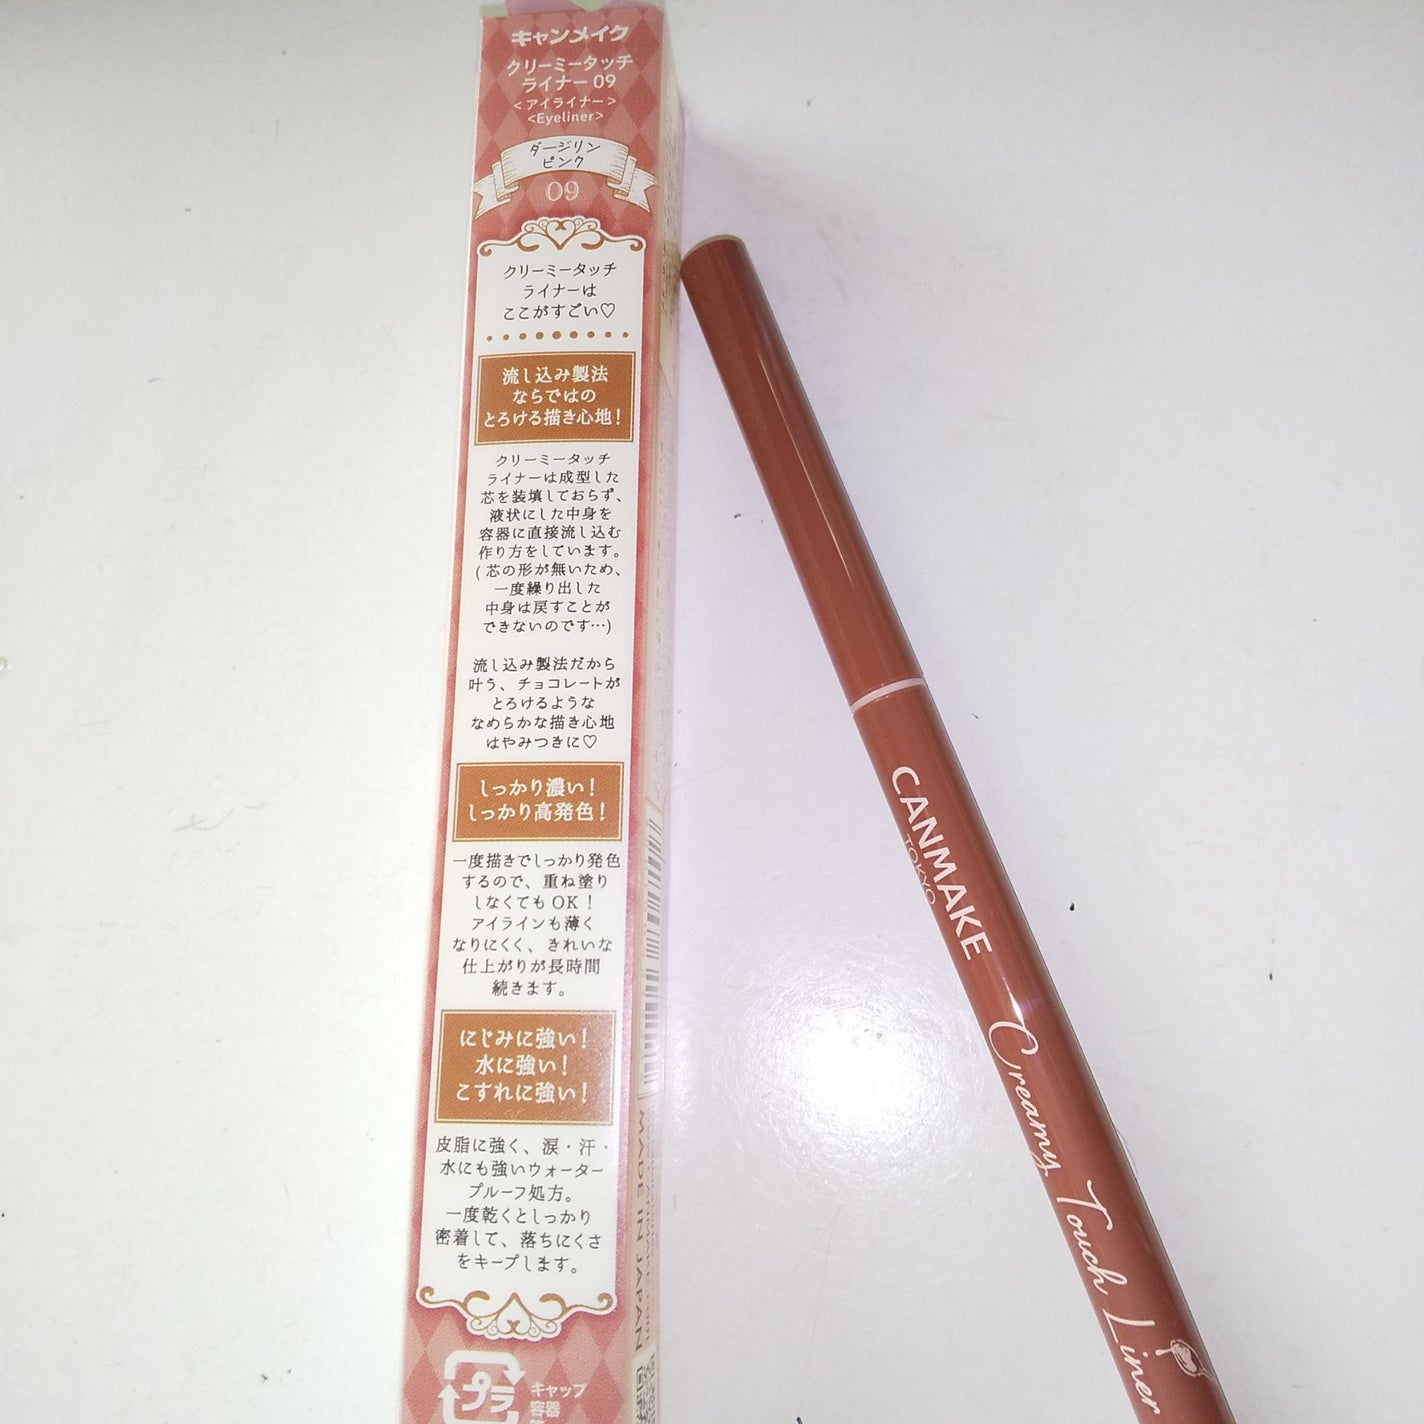 キャンメイク
クリーミータッチ
ライナー 09
<アイライナー>
<Eyeliner>
ダージリン
ピンク
09
クリーミータッチ
ライナーは
ここがすごい♡
流し込み製法
ならではの
とろける描き心地!
クリーミータッチ
ライナーは成型した
芯を装填しておらず、
液状にした中身を
容器に直接流し込む
作り方をしています。
(芯の形が無いため、
一度繰り出した
中身は戻すことが
できないのです…)
流し込み製法だから
叶う、チョコレートが
とろけるような
なめらかな描き心地
はやみつきに♡
しっかり濃い!
しっかり高発色!
一度描きでしっかり発色
するので、重ね塗り
しなくてもOK!
アイラインも薄く
なりにくく、きれいな
仕上がりが長時間
続きます。
にじみに強い!
水に強い!
こすれに強い!
皮脂に強く、涙・汗・
水にも強いウォーター
プルーフ処方。
一度乾くとしっかり
密着して、落ちにくさ
をキープします。
プラ
キャップ
容器
MADE IN JAPAN
CANMAKE
TOKYO
Creamy Touch Liner